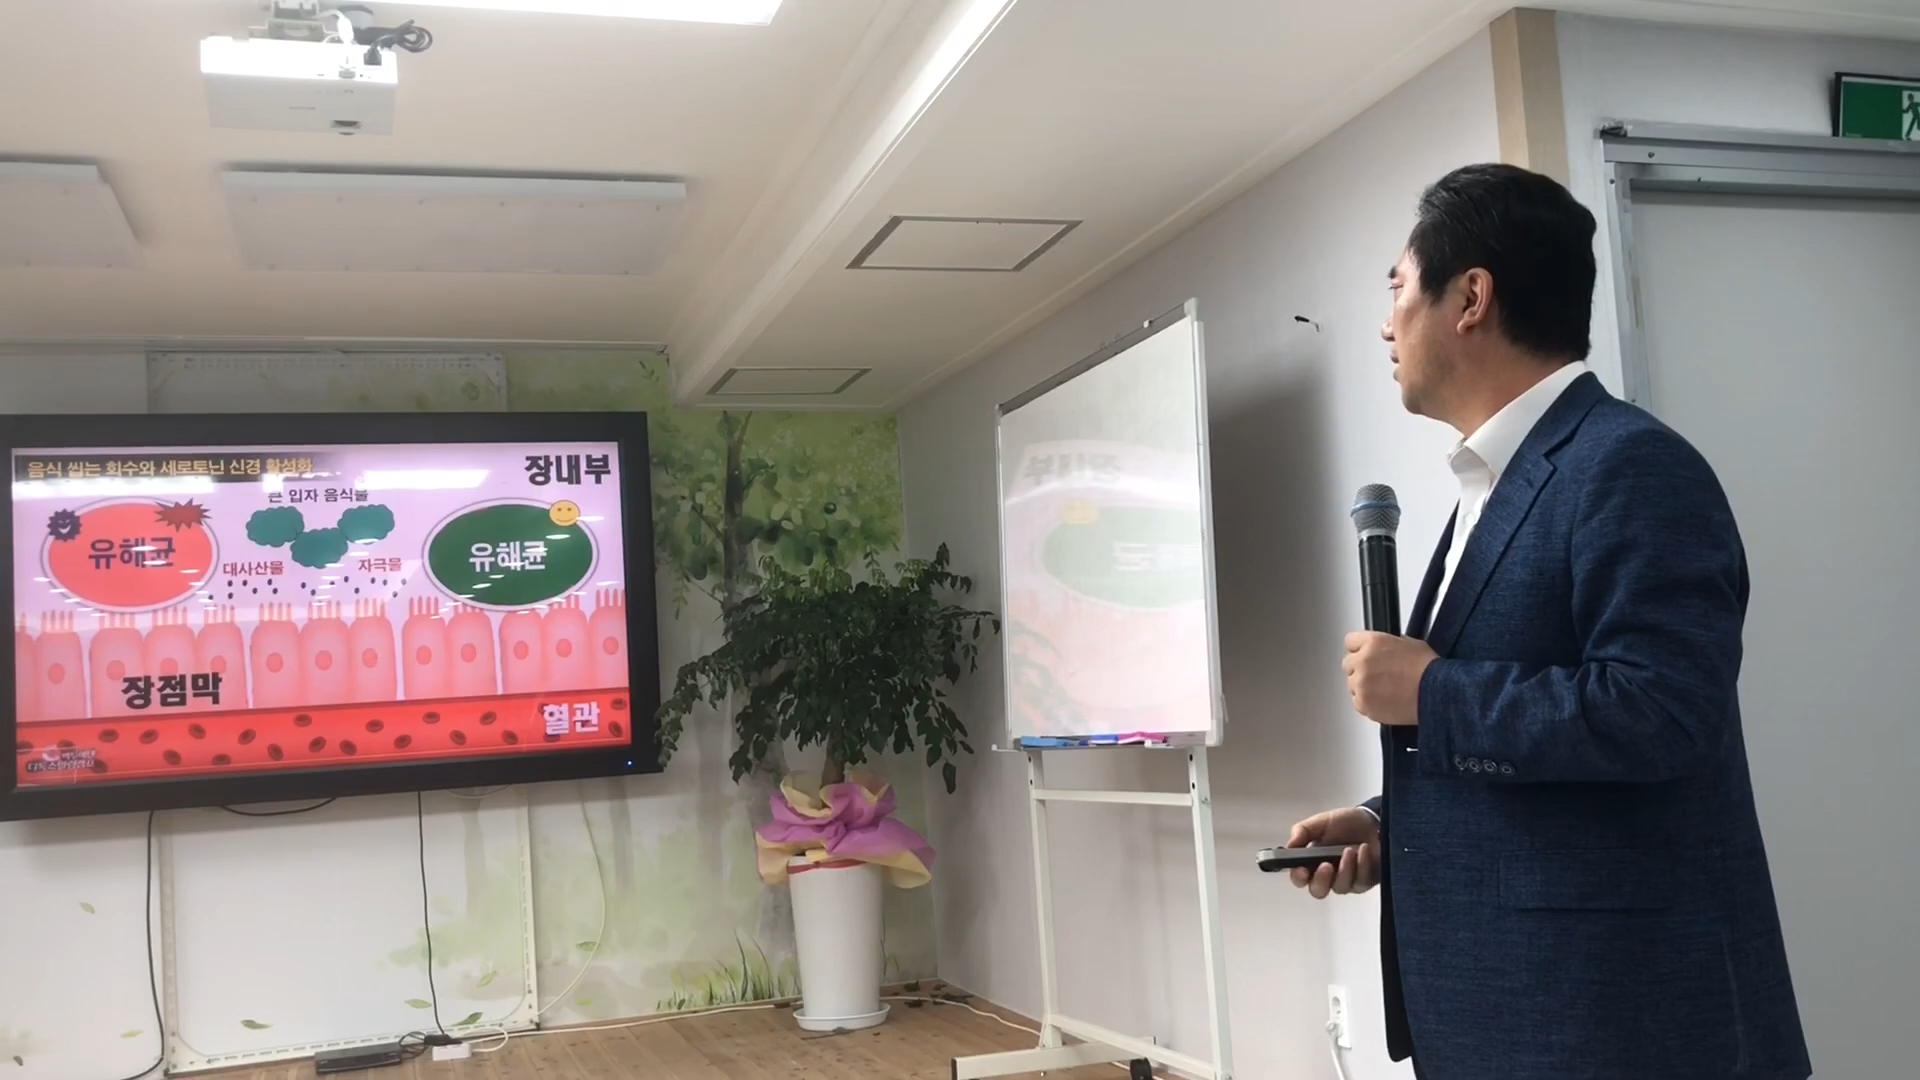 음식 씹는 회수와 세로토닌 신경 활성화
장내부
큰 입자 음식물
유해균
대사산물
자극물
유해균
장점막
혈관